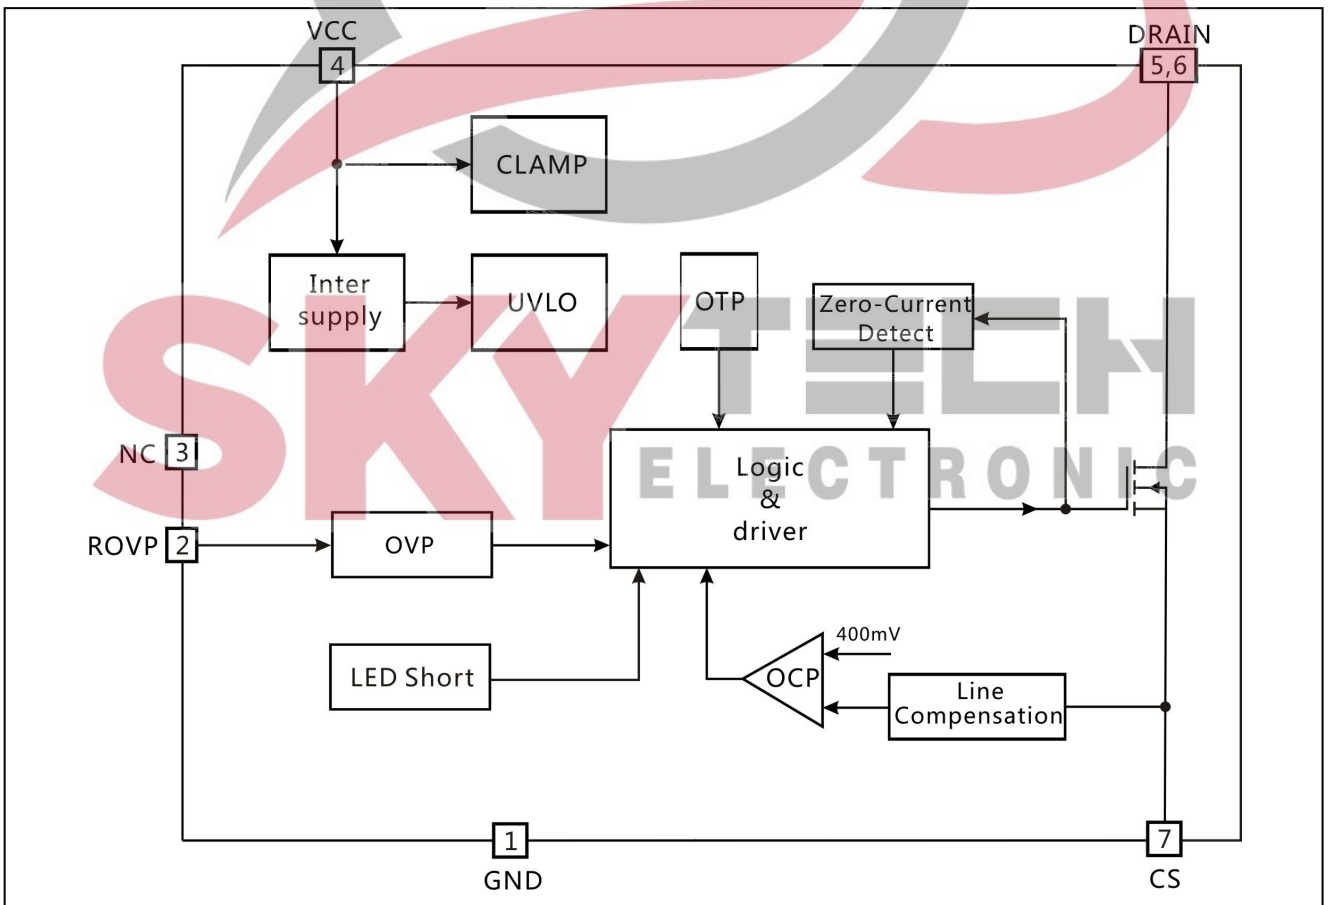 VCC
DRAIN
4
5,6
CLAMP
Inter
supply
UVLO
OTP
Zero-Current
Detect
SKYTECH
ELECTRONIC
NC
3
Logic
&
driver
ROVP
2
OVP
400mV
LED Short
OCP
Line
Compensation
1
7
GND
CS